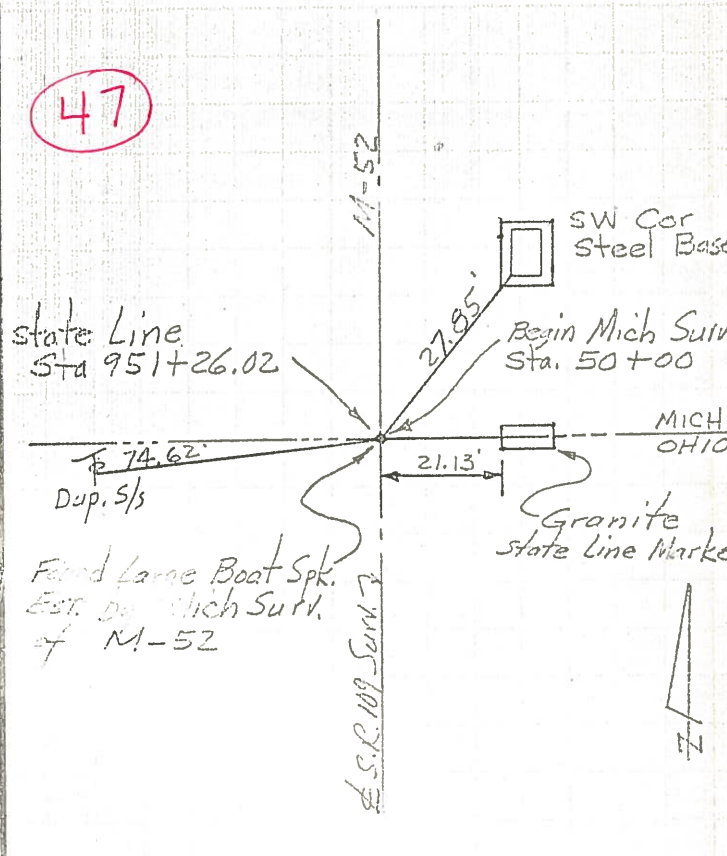 47
M-52
SW Cor
Steel Base
27.85'
State Line
Sta 951+26.02
Begin Mich Surv
Sta. 50+00
MICH
OHIO
74.62'
21.13'
Dup. S/s
Granite
State Line Marke
Found Large Boat Spk.
Est. by Mich Surv.
of M-52
℄ S.R. 109 Surv.
N